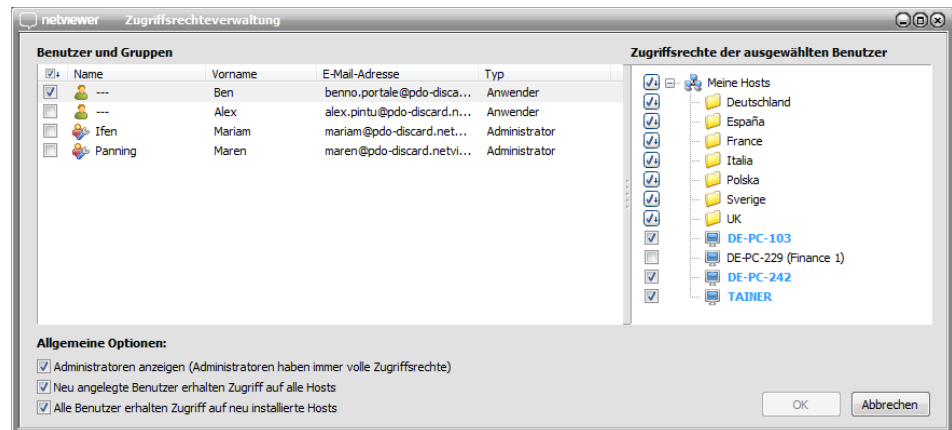 netviewer Zugriffsrechteverwaltung
Benutzer und Gruppen
Name Vorname E-Mail-Adresse Typ
--- Ben benno.portale@pdo-disca... Anwender
--- Alex alex.pintu@pdo-discard.n... Anwender
Ifen Mariam mariam@pdo-discard.net... Administrator
Panning Maren maren@pdo-discard.netvi... Administrator
Zugriffsrechte der ausgewählten Benutzer
Meine Hosts
Deutschland
España
France
Italia
Polska
Sverige
UK
DE-PC-103
DE-PC-229 (Finance 1)
DE-PC-242
TAINER
Allgemeine Optionen:
Administratoren anzeigen (Administratoren haben immer volle Zugriffsrechte)
Neu angelegte Benutzer erhalten Zugriff auf alle Hosts
Alle Benutzer erhalten Zugriff auf neu installierte Hosts
OK Abbrechen